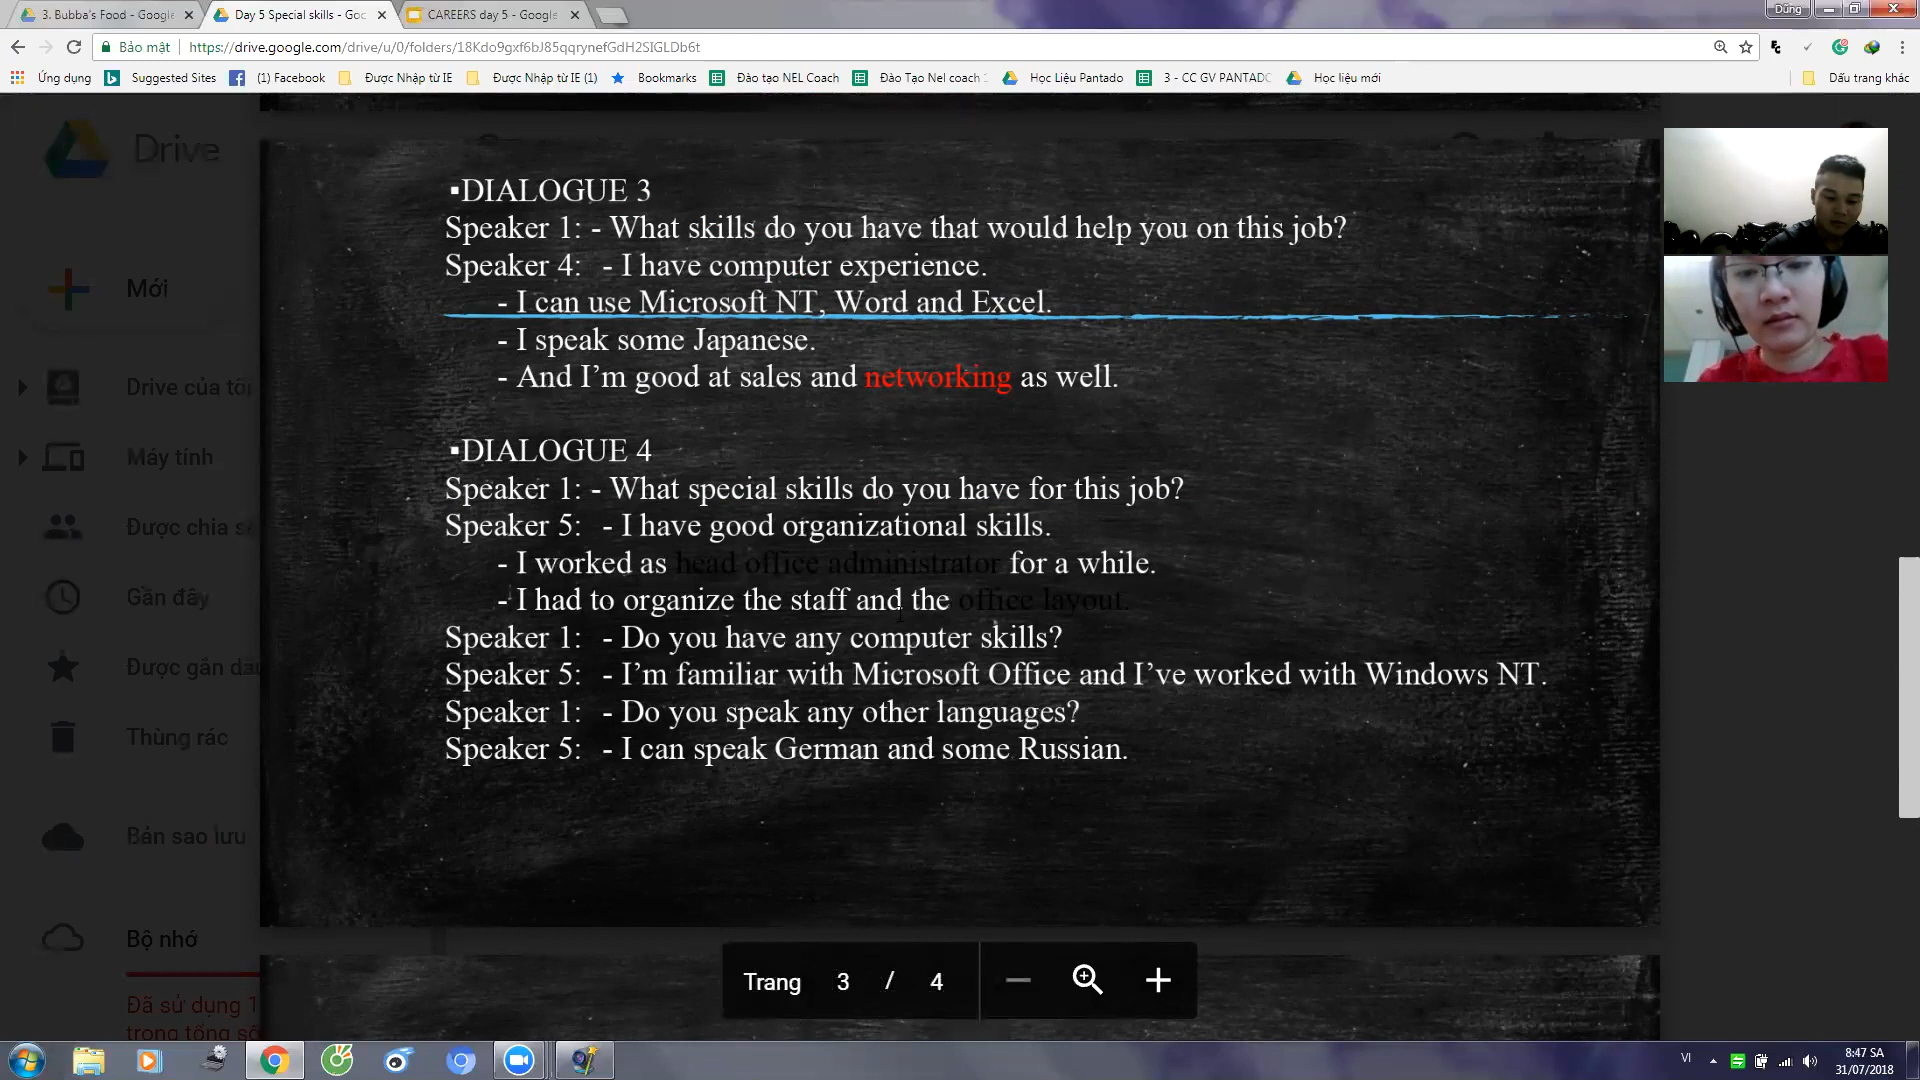 3. Bubba's Food - Google
Day 5 Special skills - Goo
CAREERS day 5 - Google
Dũng
Bảo mật
https://drive.google.com/drive/u/0/folders/18Kdo9gxf6bJ85qqrynefGdH2SIGLDb6t
Ứng dụng
Suggested Sites
(1) Facebook
Được Nhập từ IE
Được Nhập từ IE (1)
Bookmarks
Đào tạo NEL Coach
Đào Tạo Nel coach
Học Liệu Pantado
3 - CC GV PANTADO
Học liệu mới
Dấu trang khác
Drive
Mới
Drive của tôi
Máy tính
Được chia s
Gần đây
Được gắn dấu
Thùng rác
Bản sao lưu
Bộ nhớ
Đã sử dụng 1
trong tổng số
▪DIALOGUE 3
Speaker 1: - What skills do you have that would help you on this job?
Speaker 4: - I have computer experience.
- I can use Microsoft NT, Word and Excel.
- I speak some Japanese.
- And I’m good at sales and networking as well.
▪DIALOGUE 4
Speaker 1: - What special skills do you have for this job?
Speaker 5: - I have good organizational skills.
- I worked as head office administrator for a while.
- I had to organize the staff and the office layout.
Speaker 1: - Do you have any computer skills?
Speaker 5: - I’m familiar with Microsoft Office and I’ve worked with Windows NT.
Speaker 1: - Do you speak any other languages?
Speaker 5: - I can speak German and some Russian.
Trang 3 / 4
VI
8:47 SA
31/07/2018